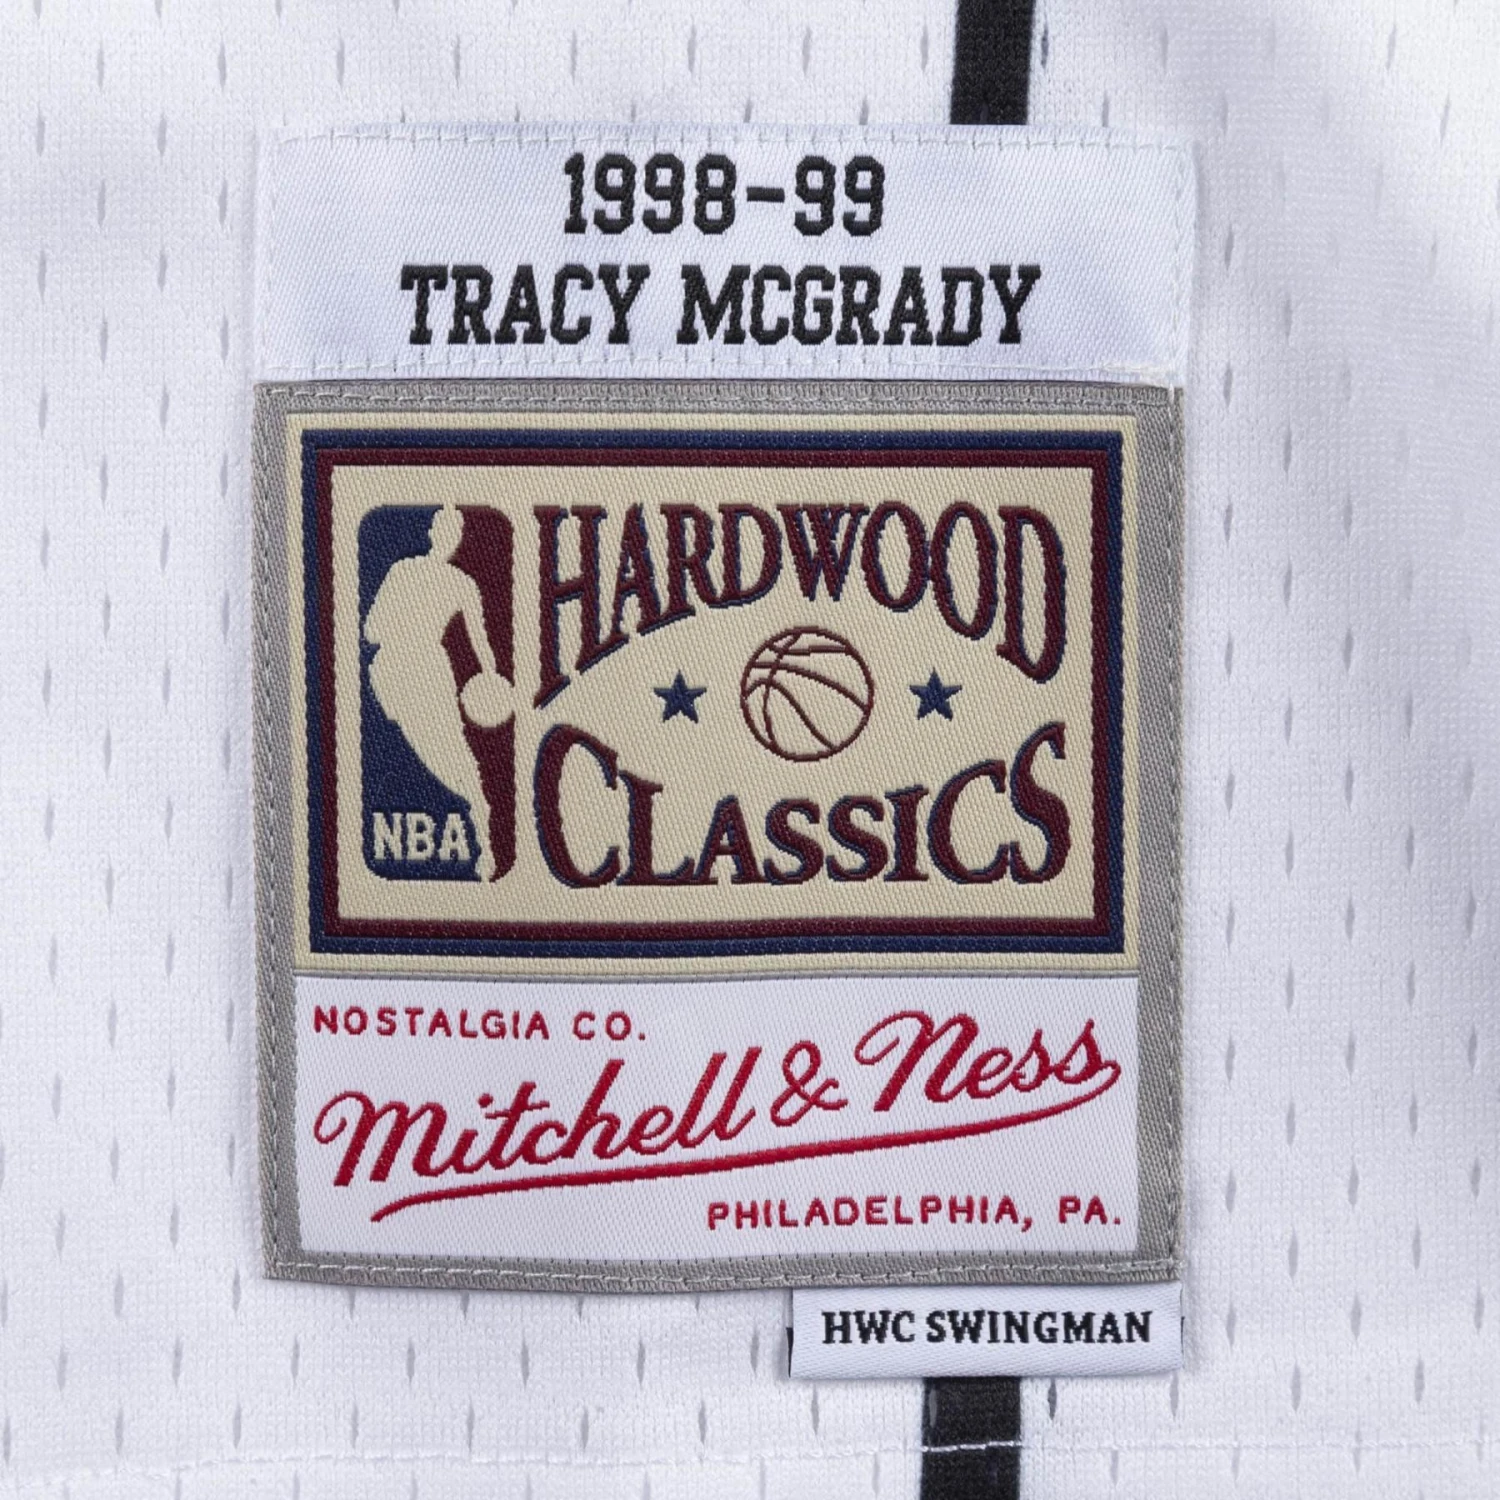 1998-99
TRACY MCGRADY
HARDWOOD
CLASSICS
NBA
NOSTALGIA CO.
Mitchell & Ness
PHILADELPHIA, PA.
HWC SWINGMAN